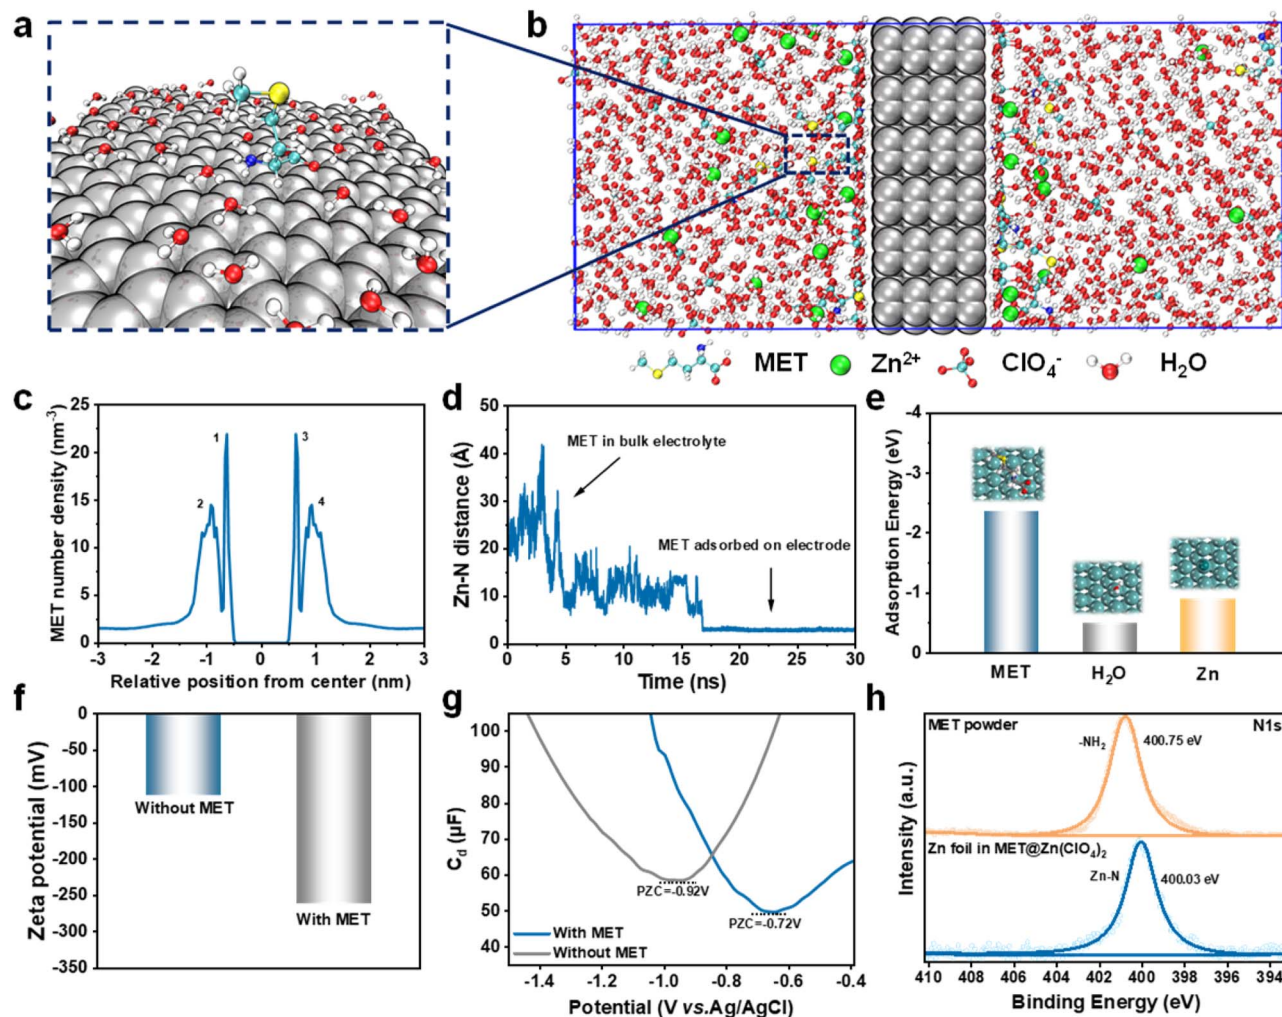 a
b
MET
Zn2+
ClO4-
H2O
c
MET number density (nm-3)
25
20
15
10
5
0
1
2
3
4
-3
-2
-1
0
1
2
3
Relative position from center (nm)
d
Zn-N distance (Å)
50
40
30
20
10
0
MET in bulk electrolyte
MET adsorbed on electrode
0
5
10
15
20
25
30
Time (ns)
e
Adsorption Energy (eV)
-4
-3
-2
-1
0
MET
H2O
Zn
f
Zeta potential (mV)
0
-50
-100
-150
-200
-250
-300
-350
Without MET
With MET
g
Cd (µF)
100
90
80
70
60
50
40
PZC=-0.92V
PZC=-0.72V
With MET
Without MET
-1.4
-1.2
-1.0
-0.8
-0.6
-0.4
Potential (V vs.Ag/AgCl)
h
Intensity (a.u.)
MET powder
N1s
-NH2
400.75 eV
Zn foil in MET@Zn(ClO4)2
Zn-N
400.03 eV
410
408
406
404
402
400
398
396
394
Binding Energy (eV)